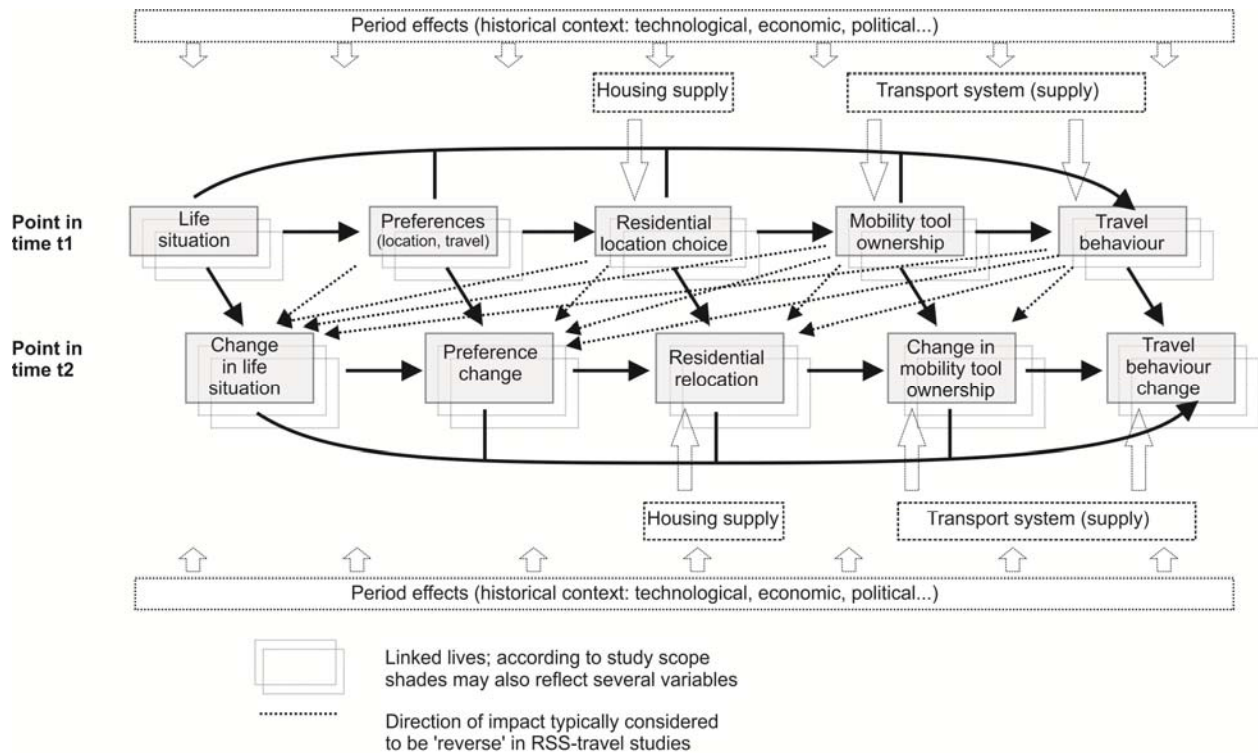 Period effects (historical context: technological, economic, political...)
Housing supply
Transport system (supply)
Point in
time t1
Life
situation
Preferences
(location, travel)
Residential
location choice
Mobility tool
ownership
Travel
behaviour
Point in
time t2
Change
in life
situation
Preference
change
Residential
relocation
Change in
mobility tool
ownership
Travel
behaviour
change
Housing supply
Transport system (supply)
Period effects (historical context: technological, economic, political...)
Linked lives; according to study scope
shades may also reflect several variables
Direction of impact typically considered
to be 'reverse' in RSS-travel studies